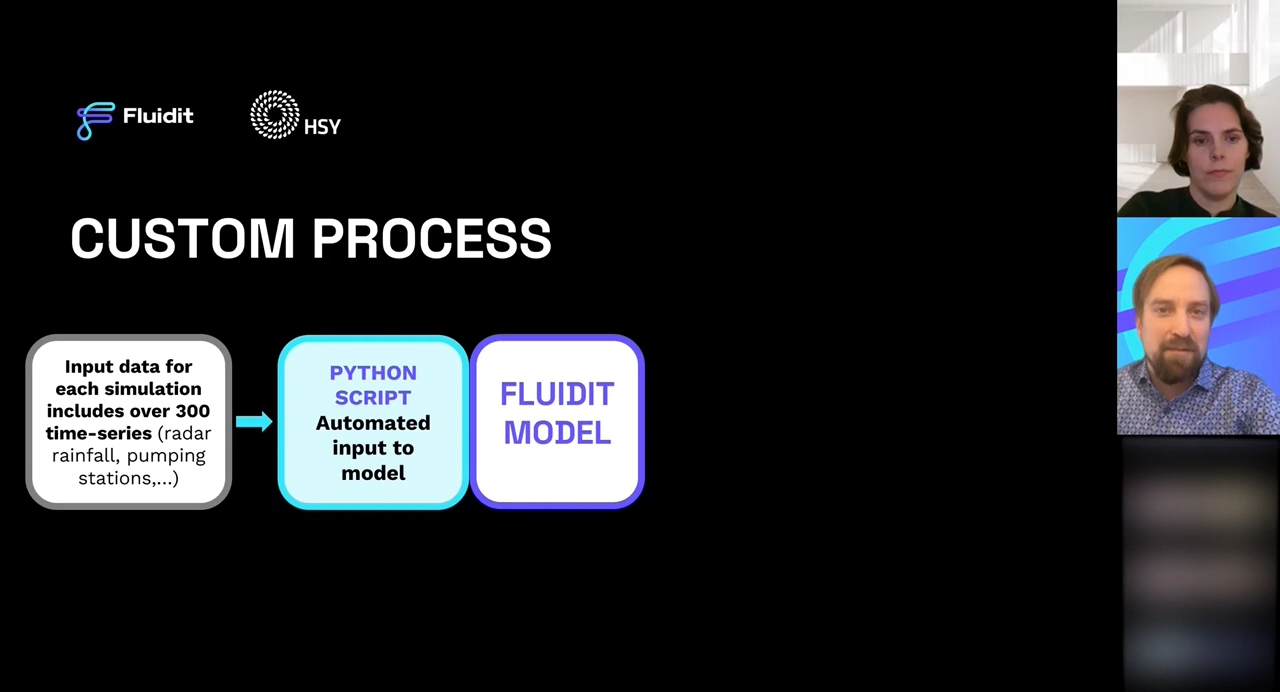 Fluidit
HSY
CUSTOM PROCESS
Input data for
each simulation
includes over 300
time-series (radar
rainfall, pumping
stations,...)
PYTHON
SCRIPT
Automated
input to
model
FLUIDIT
MODEL